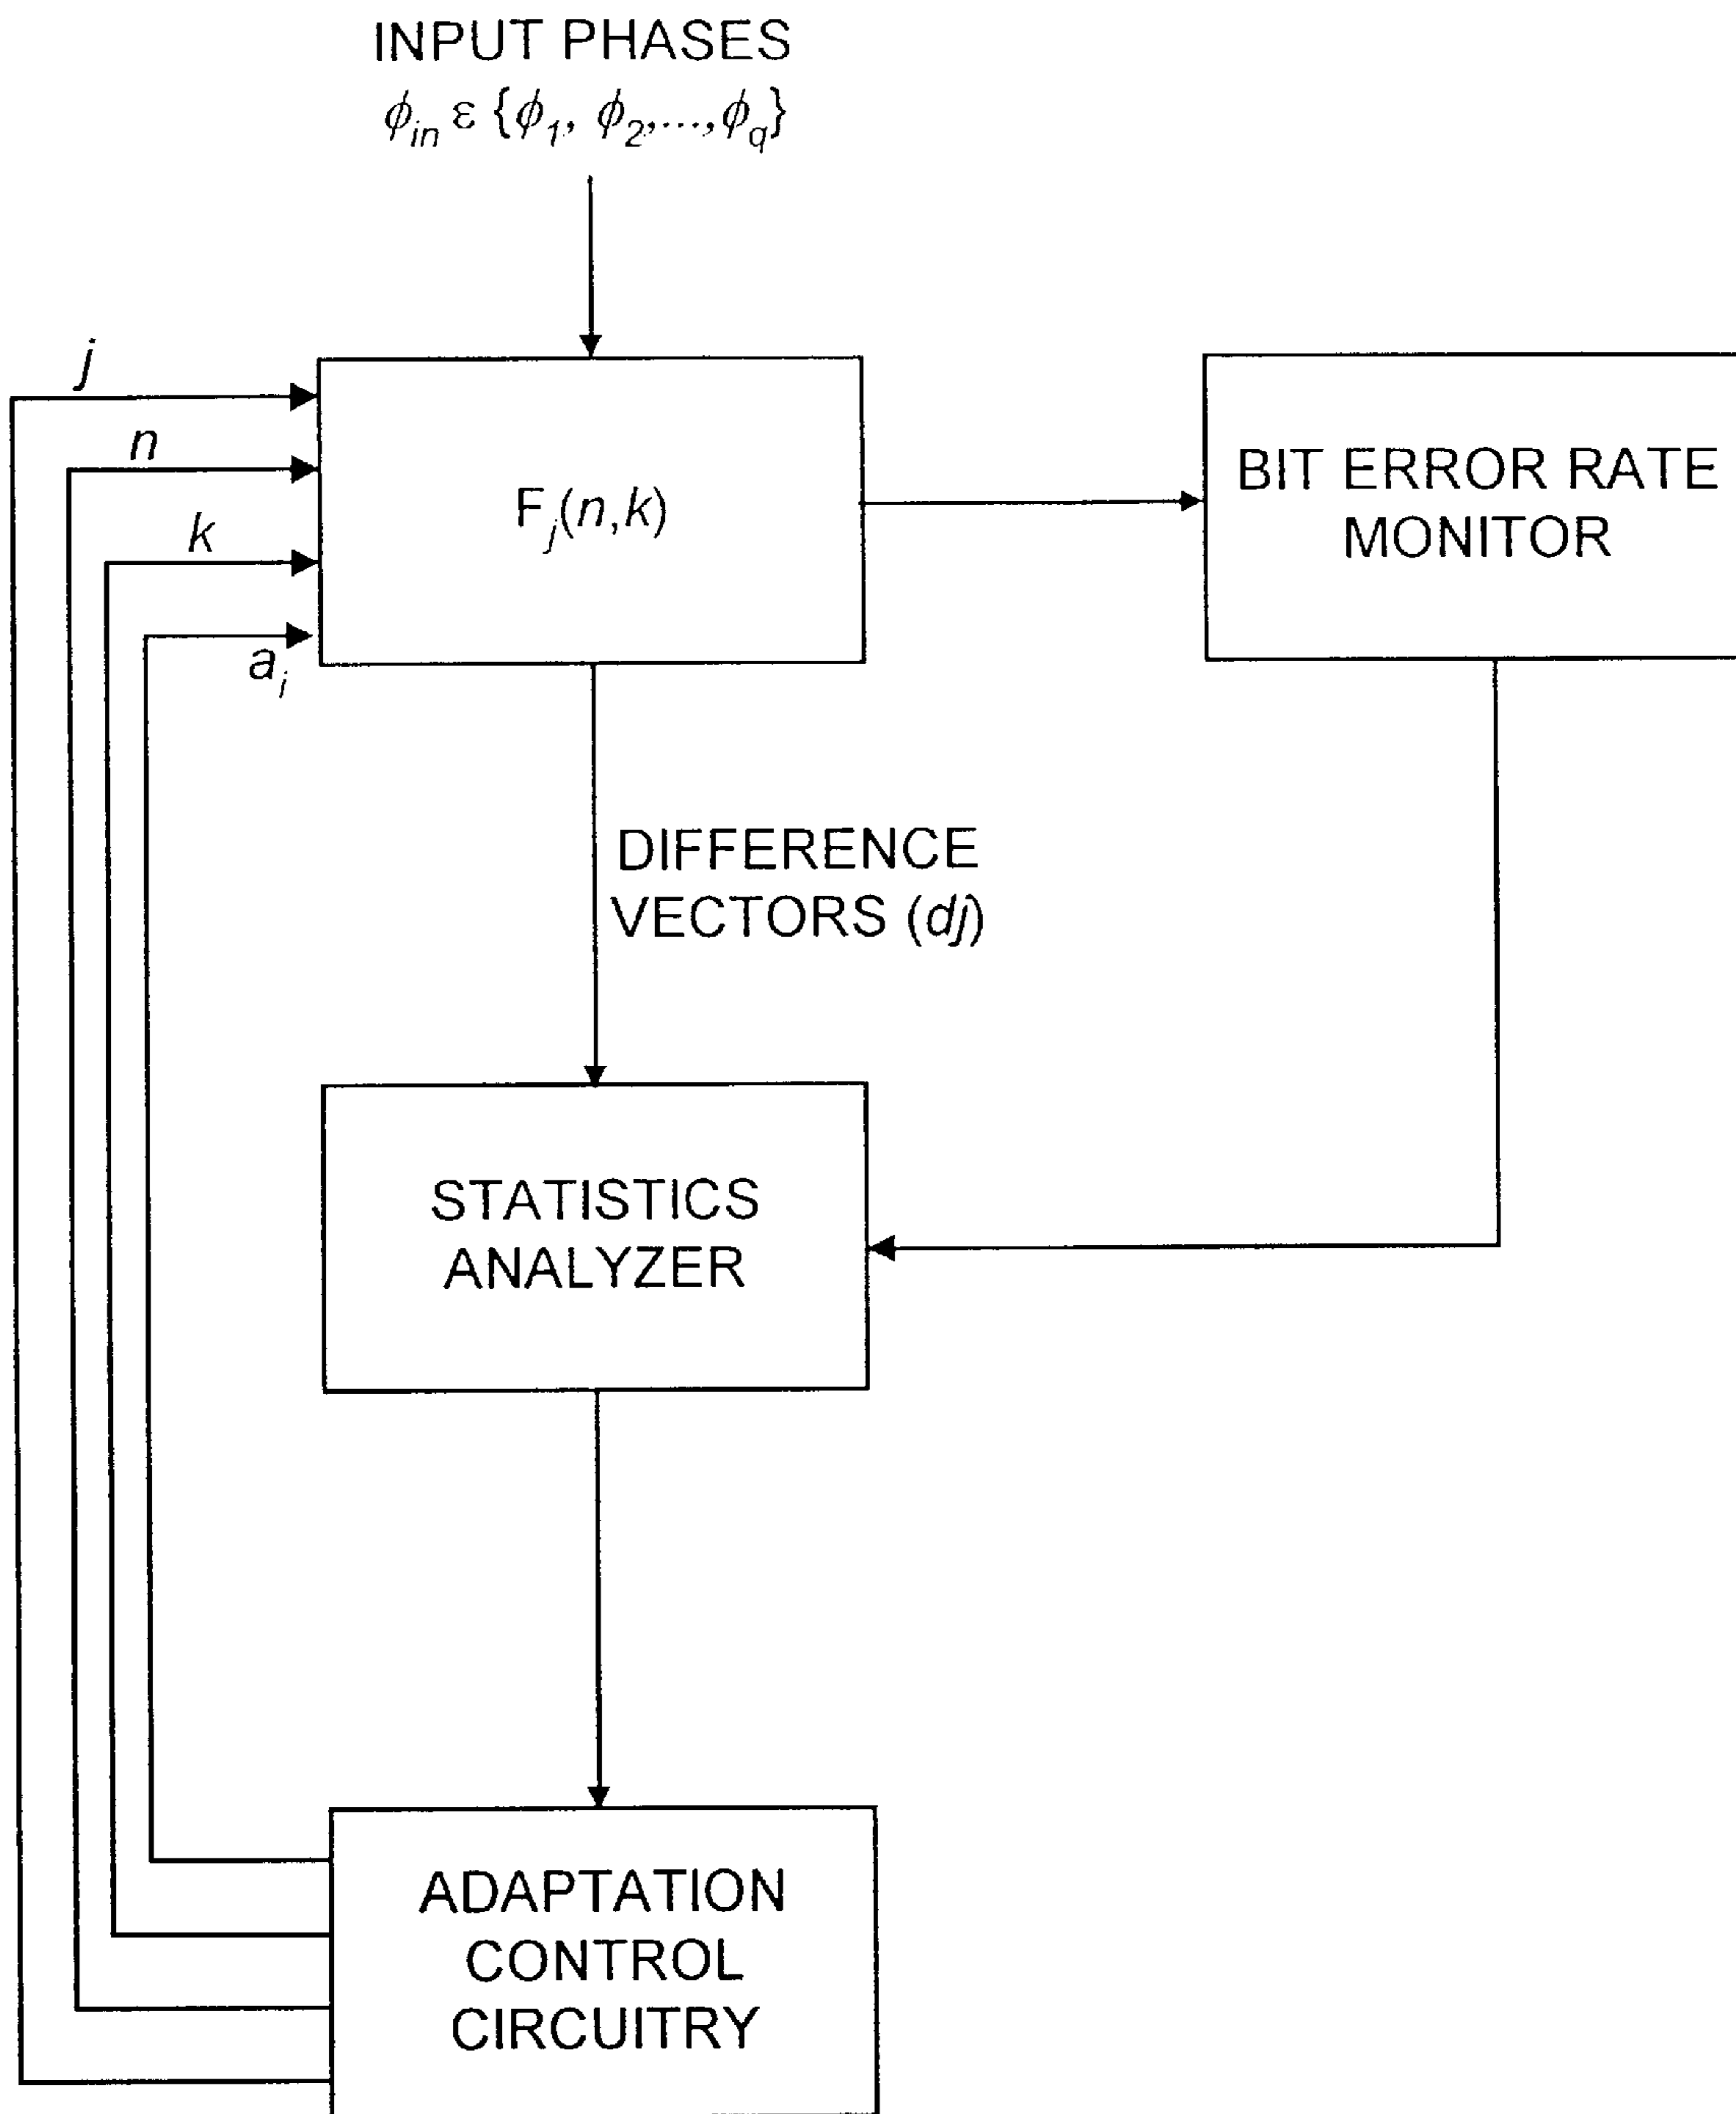 INPUT PHASES
ϕin ε {ϕ1, ϕ2,...,ϕq}
j
n
k
ai
Fj(n,k)
BIT ERROR RATE
MONITOR
DIFFERENCE
VECTORS (dj)
STATISTICS
ANALYZER
ADAPTATION
CONTROL
CIRCUITRY